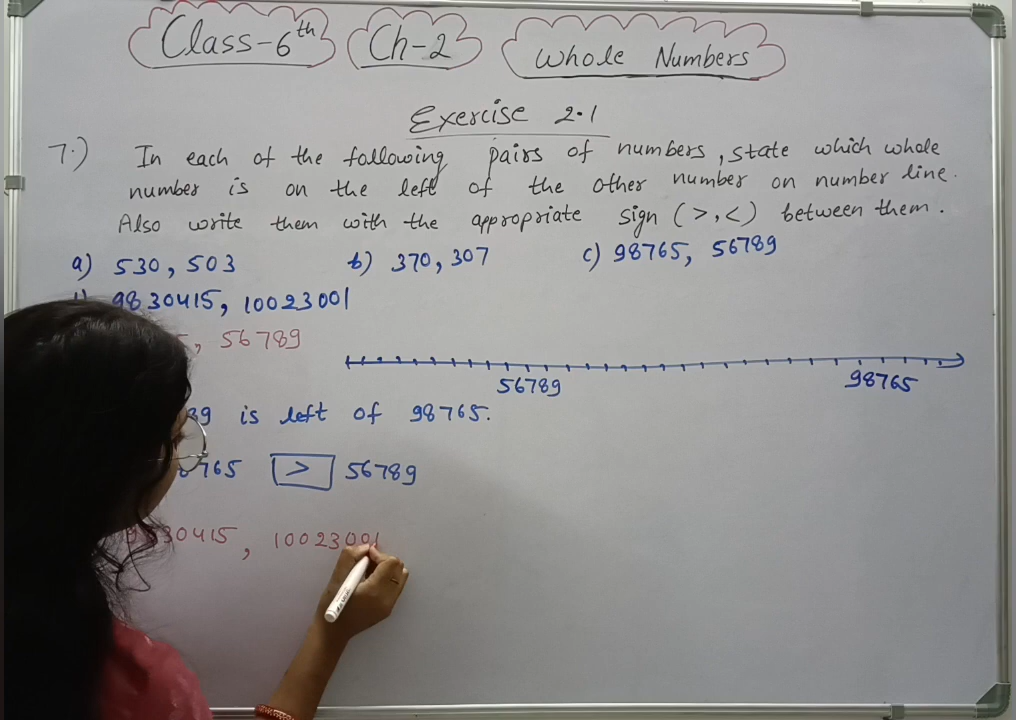 Class-6th Ch-2 Whole Numbers
Exercise 2.1
7.) In each of the following pairs of numbers, state which whole
number is on the left of the other number on number line.
Also write them with the appropriate sign (>,<) between them.
a) 530, 503 b) 370, 307 c) 98765, 56789
9830415, 10023001
, 56789
56789 98765
is left of 98765.
765 > 56789
30415, 10023001